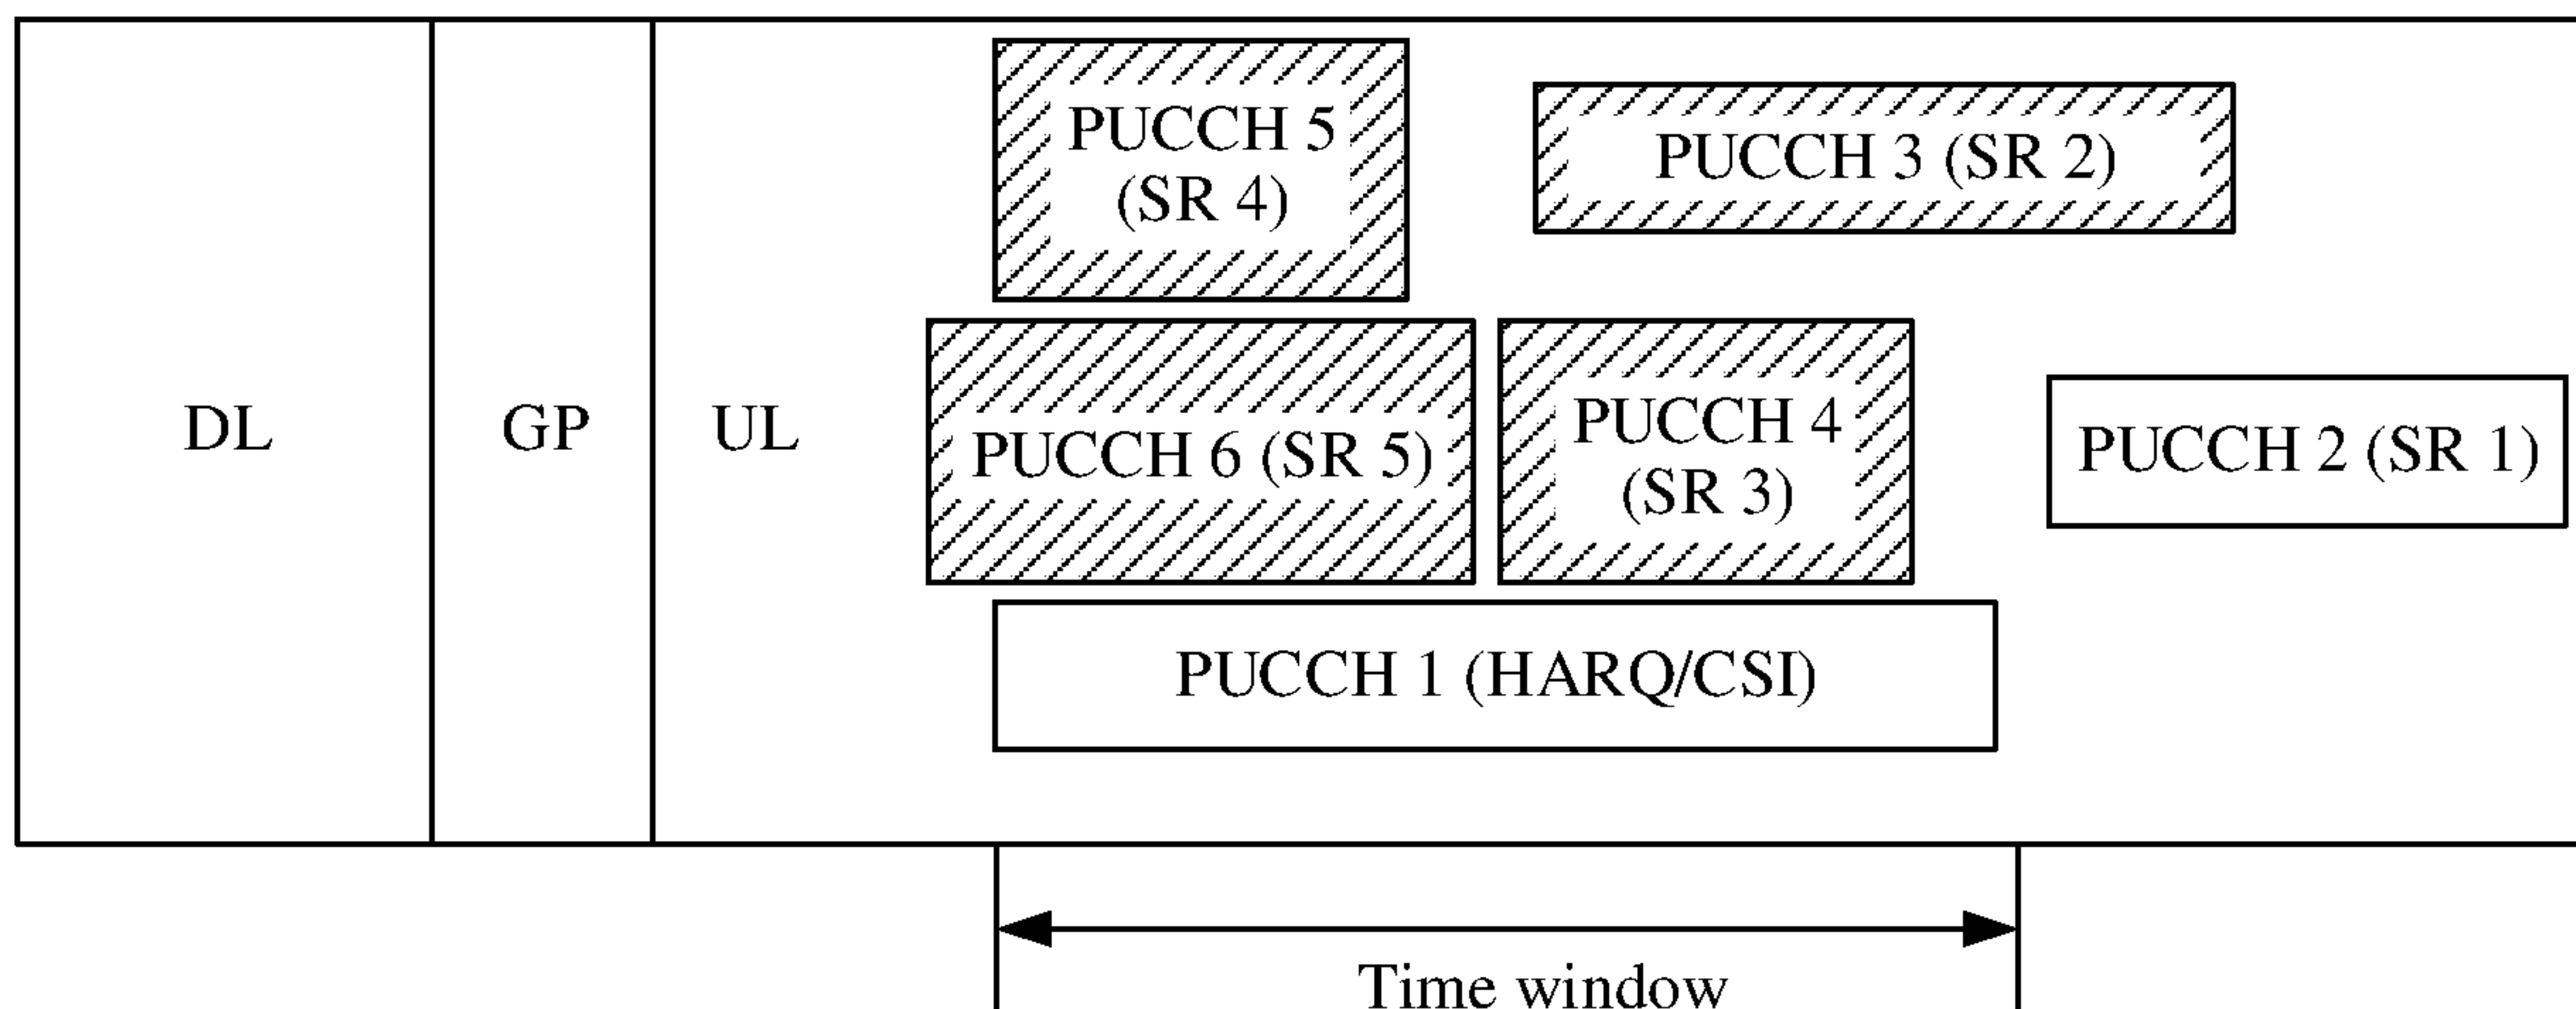 DL
GP
UL
PUCCH 5
(SR 4)
PUCCH 3 (SR 2)
PUCCH 6 (SR 5)
PUCCH 4
(SR 3)
PUCCH 2 (SR 1)
PUCCH 1 (HARQ/CSI)
Time window